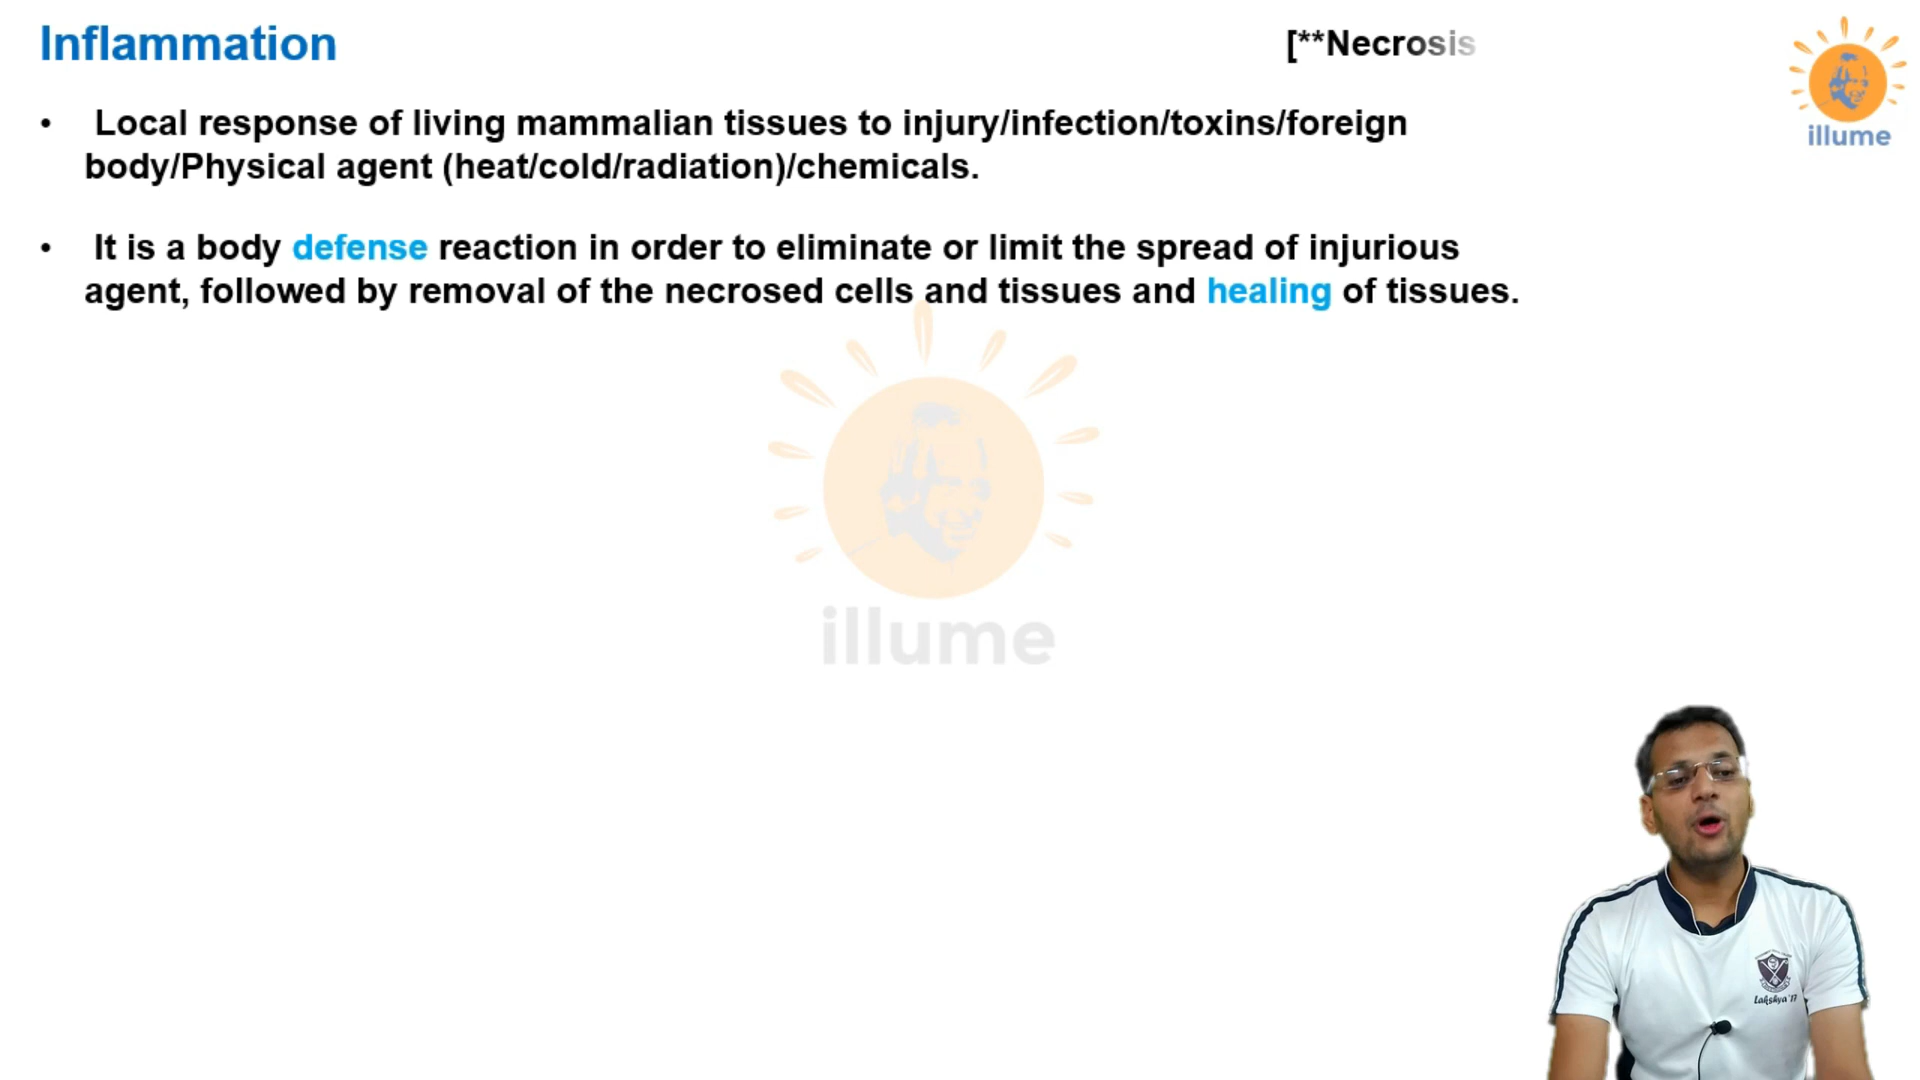 Inflammation
[**Necrosis
illume
• Local response of living mammalian tissues to injury/infection/toxins/foreign
body/Physical agent (heat/cold/radiation)/chemicals.
• It is a body defense reaction in order to eliminate or limit the spread of injurious
agent, followed by removal of the necrosed cells and tissues and healing of tissues.
illume
Lakshya'17